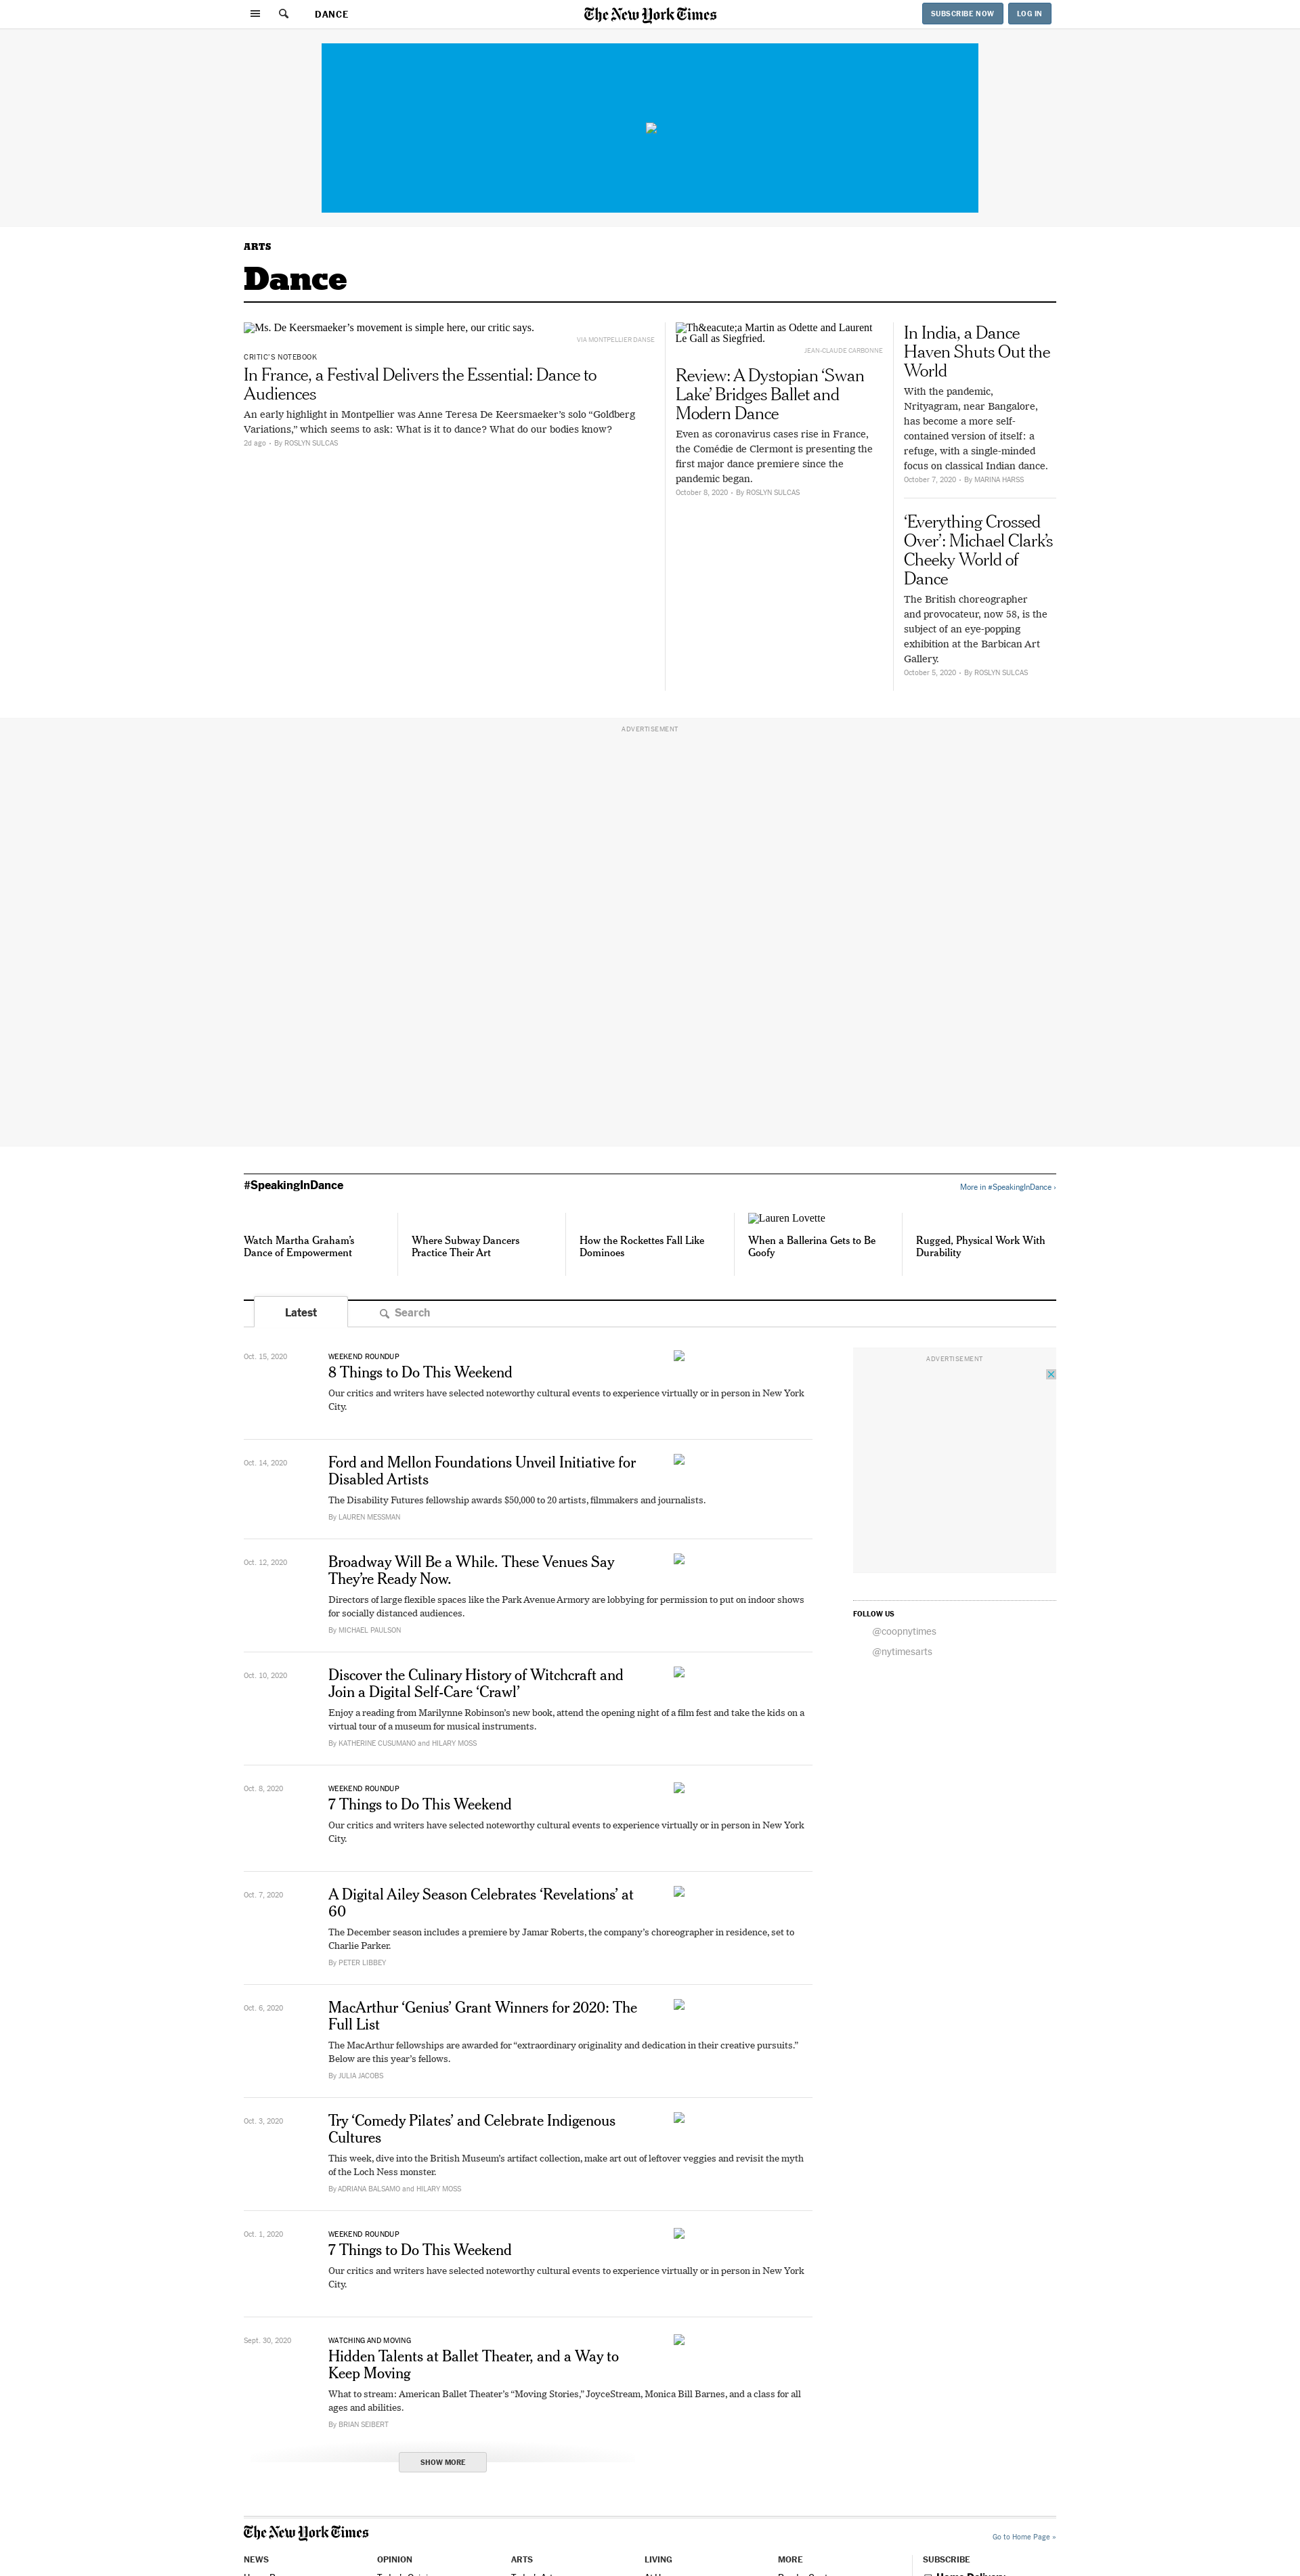 DANCE
The New York Times
SUBSCRIBE NOW
LOG IN
ARTS
Dance
Ms. De Keersmaeker’s movement is simple here, our critic says.
VIA MONTPELLIER DANSE
CRITIC’S NOTEBOOK
In France, a Festival Delivers the Essential: Dance to
Audiences
An early highlight in Montpellier was Anne Teresa De Keersmaeker’s solo “Goldberg
Variations,” which seems to ask: What is it to dance? What do our bodies know?
2d ago • By ROSLYN SULCAS
Th&eacute;a Martin as Odette and Laurent
Le Gall as Siegfried.
JEAN-CLAUDE CARBONNE
Review: A Dystopian ‘Swan
Lake’ Bridges Ballet and
Modern Dance
Even as coronavirus cases rise in France,
the Comédie de Clermont is presenting the
first major dance premiere since the
pandemic began.
October 8, 2020 • By ROSLYN SULCAS
In India, a Dance
Haven Shuts Out the
World
With the pandemic,
Nrityagram, near Bangalore,
has become a more self-
contained version of itself: a
refuge, with a single-minded
focus on classical Indian dance.
October 7, 2020 • By MARINA HARSS
‘Everything Crossed
Over’: Michael Clark’s
Cheeky World of
Dance
The British choreographer
and provocateur, now 58, is the
subject of an eye-popping
exhibition at the Barbican Art
Gallery.
October 5, 2020 • By ROSLYN SULCAS
ADVERTISEMENT
#SpeakingInDance
More in #SpeakingInDance ›
Watch Martha Graham’s
Dance of Empowerment
Where Subway Dancers
Practice Their Art
How the Rockettes Fall Like
Dominoes
Lauren Lovette
When a Ballerina Gets to Be
Goofy
Rugged, Physical Work With
Durability
Latest
Search
Oct. 15, 2020
WEEKEND ROUNDUP
8 Things to Do This Weekend
Our critics and writers have selected noteworthy cultural events to experience virtually or in person in New York
City.
Oct. 14, 2020
Ford and Mellon Foundations Unveil Initiative for
Disabled Artists
The Disability Futures fellowship awards $50,000 to 20 artists, filmmakers and journalists.
By LAUREN MESSMAN
Oct. 12, 2020
Broadway Will Be a While. These Venues Say
They’re Ready Now.
Directors of large flexible spaces like the Park Avenue Armory are lobbying for permission to put on indoor shows
for socially distanced audiences.
By MICHAEL PAULSON
Oct. 10, 2020
Discover the Culinary History of Witchcraft and
Join a Digital Self-Care ‘Crawl’
Enjoy a reading from Marilynne Robinson’s new book, attend the opening night of a film fest and take the kids on a
virtual tour of a museum for musical instruments.
By KATHERINE CUSUMANO and HILARY MOSS
Oct. 8, 2020
WEEKEND ROUNDUP
7 Things to Do This Weekend
Our critics and writers have selected noteworthy cultural events to experience virtually or in person in New York
City.
Oct. 7, 2020
A Digital Ailey Season Celebrates ‘Revelations’ at
60
The December season includes a premiere by Jamar Roberts, the company’s choreographer in residence, set to
Charlie Parker.
By PETER LIBBEY
Oct. 6, 2020
MacArthur ‘Genius’ Grant Winners for 2020: The
Full List
The MacArthur fellowships are awarded for “extraordinary originality and dedication in their creative pursuits.”
Below are this year’s fellows.
By JULIA JACOBS
Oct. 3, 2020
Try ‘Comedy Pilates’ and Celebrate Indigenous
Cultures
This week, dive into the British Museum’s artifact collection, make art out of leftover veggies and revisit the myth
of the Loch Ness monster.
By ADRIANA BALSAMO and HILARY MOSS
Oct. 1, 2020
WEEKEND ROUNDUP
7 Things to Do This Weekend
Our critics and writers have selected noteworthy cultural events to experience virtually or in person in New York
City.
Sept. 30, 2020
WATCHING AND MOVING
Hidden Talents at Ballet Theater, and a Way to
Keep Moving
What to stream: American Ballet Theater’s “Moving Stories,” JoyceStream, Monica Bill Barnes, and a class for all
ages and abilities.
By BRIAN SEIBERT
SHOW MORE
ADVERTISEMENT
FOLLOW US
@coopnytimes
@nytimesarts
The New York Times
Go to Home Page »
NEWS
OPINION
ARTS
LIVING
MORE
SUBSCRIBE